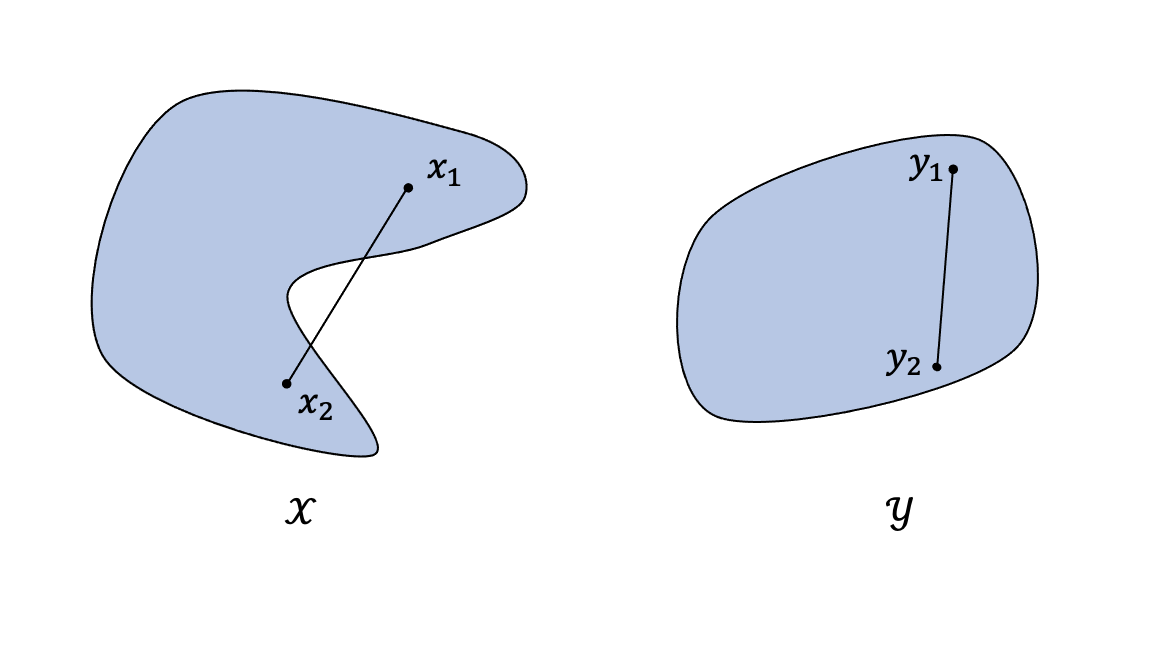 x₁
x₂
𝒳
y₁
y₂
𝒴